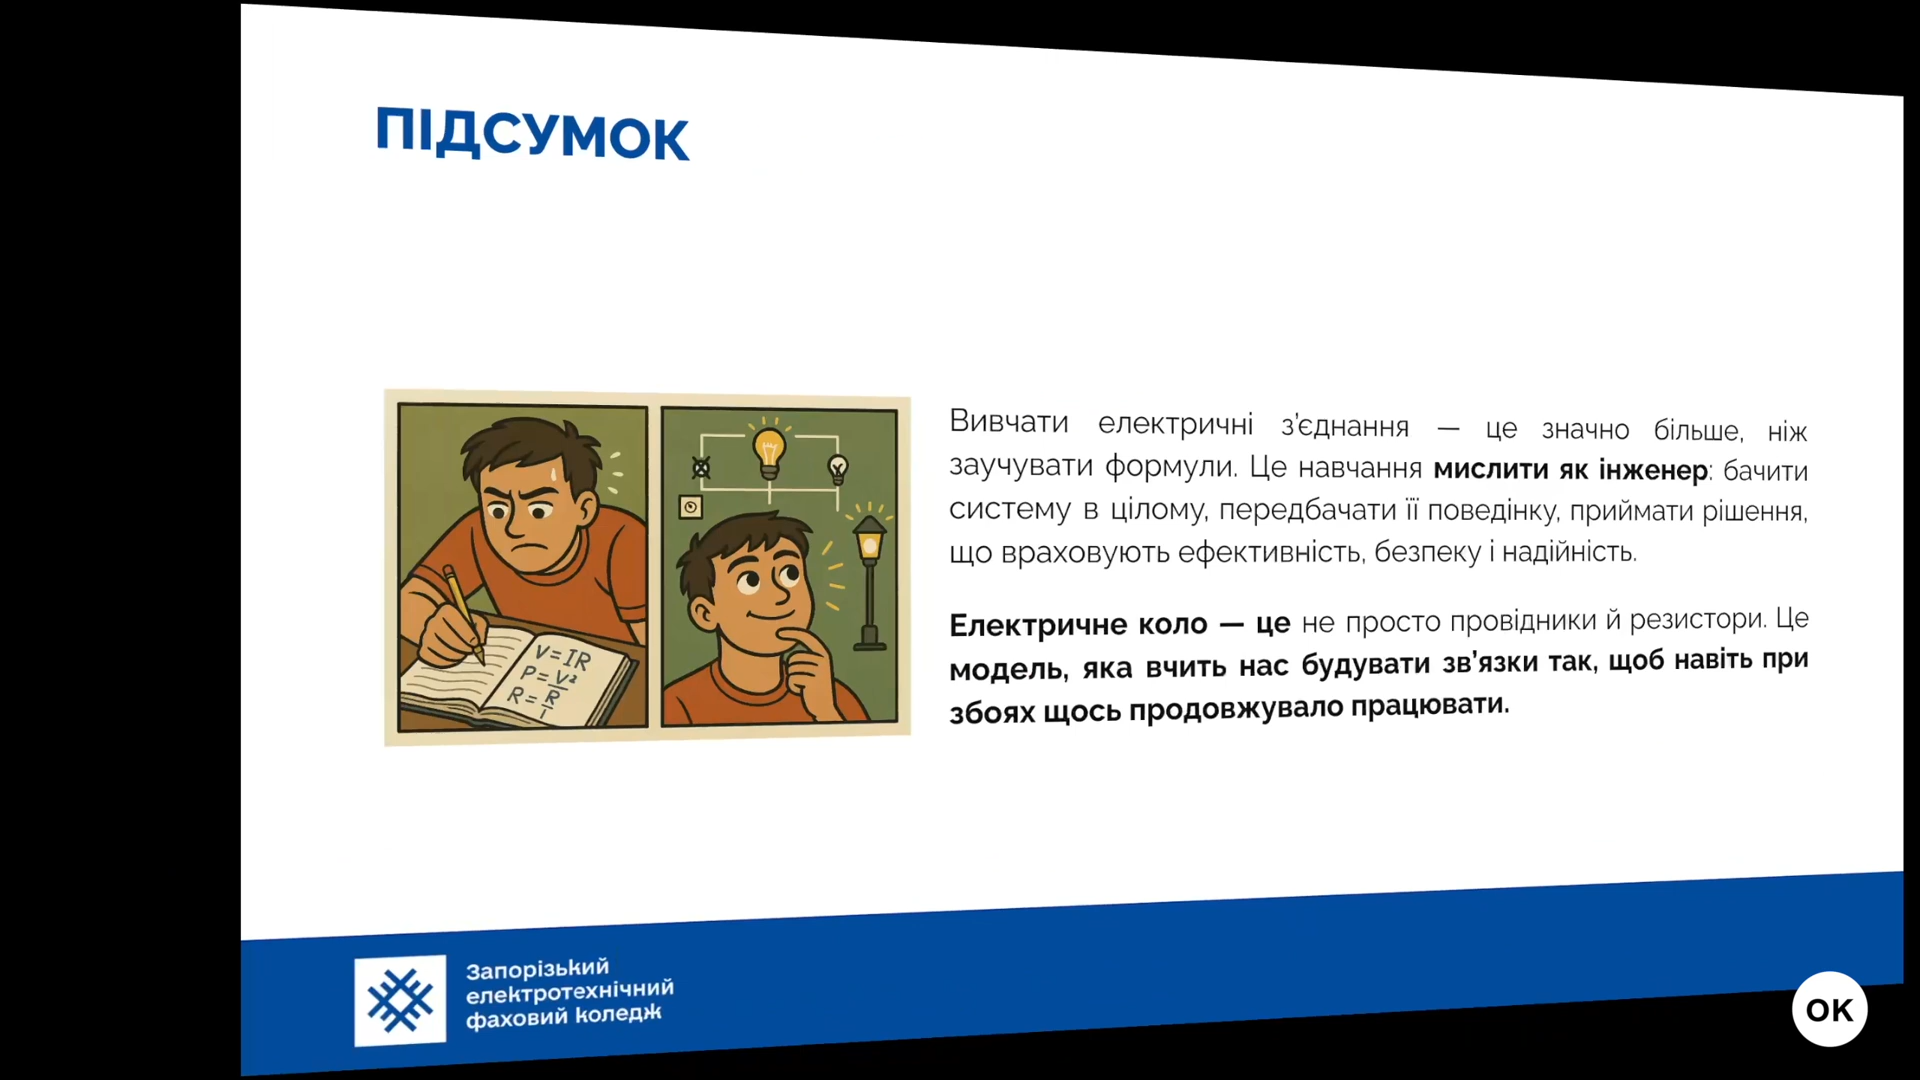 ПІДСУМОК
V=IR
P=V²
R=R
I
Вивчати електричні з’єднання — це значно більше, ніж
заучувати формули. Це навчання мислити як інженер: бачити
систему в цілому, передбачати її поведінку, приймати рішення,
що враховують ефективність, безпеку і надійність.
Електричне коло — це не просто провідники й резистори. Це
модель, яка вчить нас будувати зв’язки так, щоб навіть при
збоях щось продовжувало працювати.
Запорізький
електротехнічний
фаховий коледж
OK